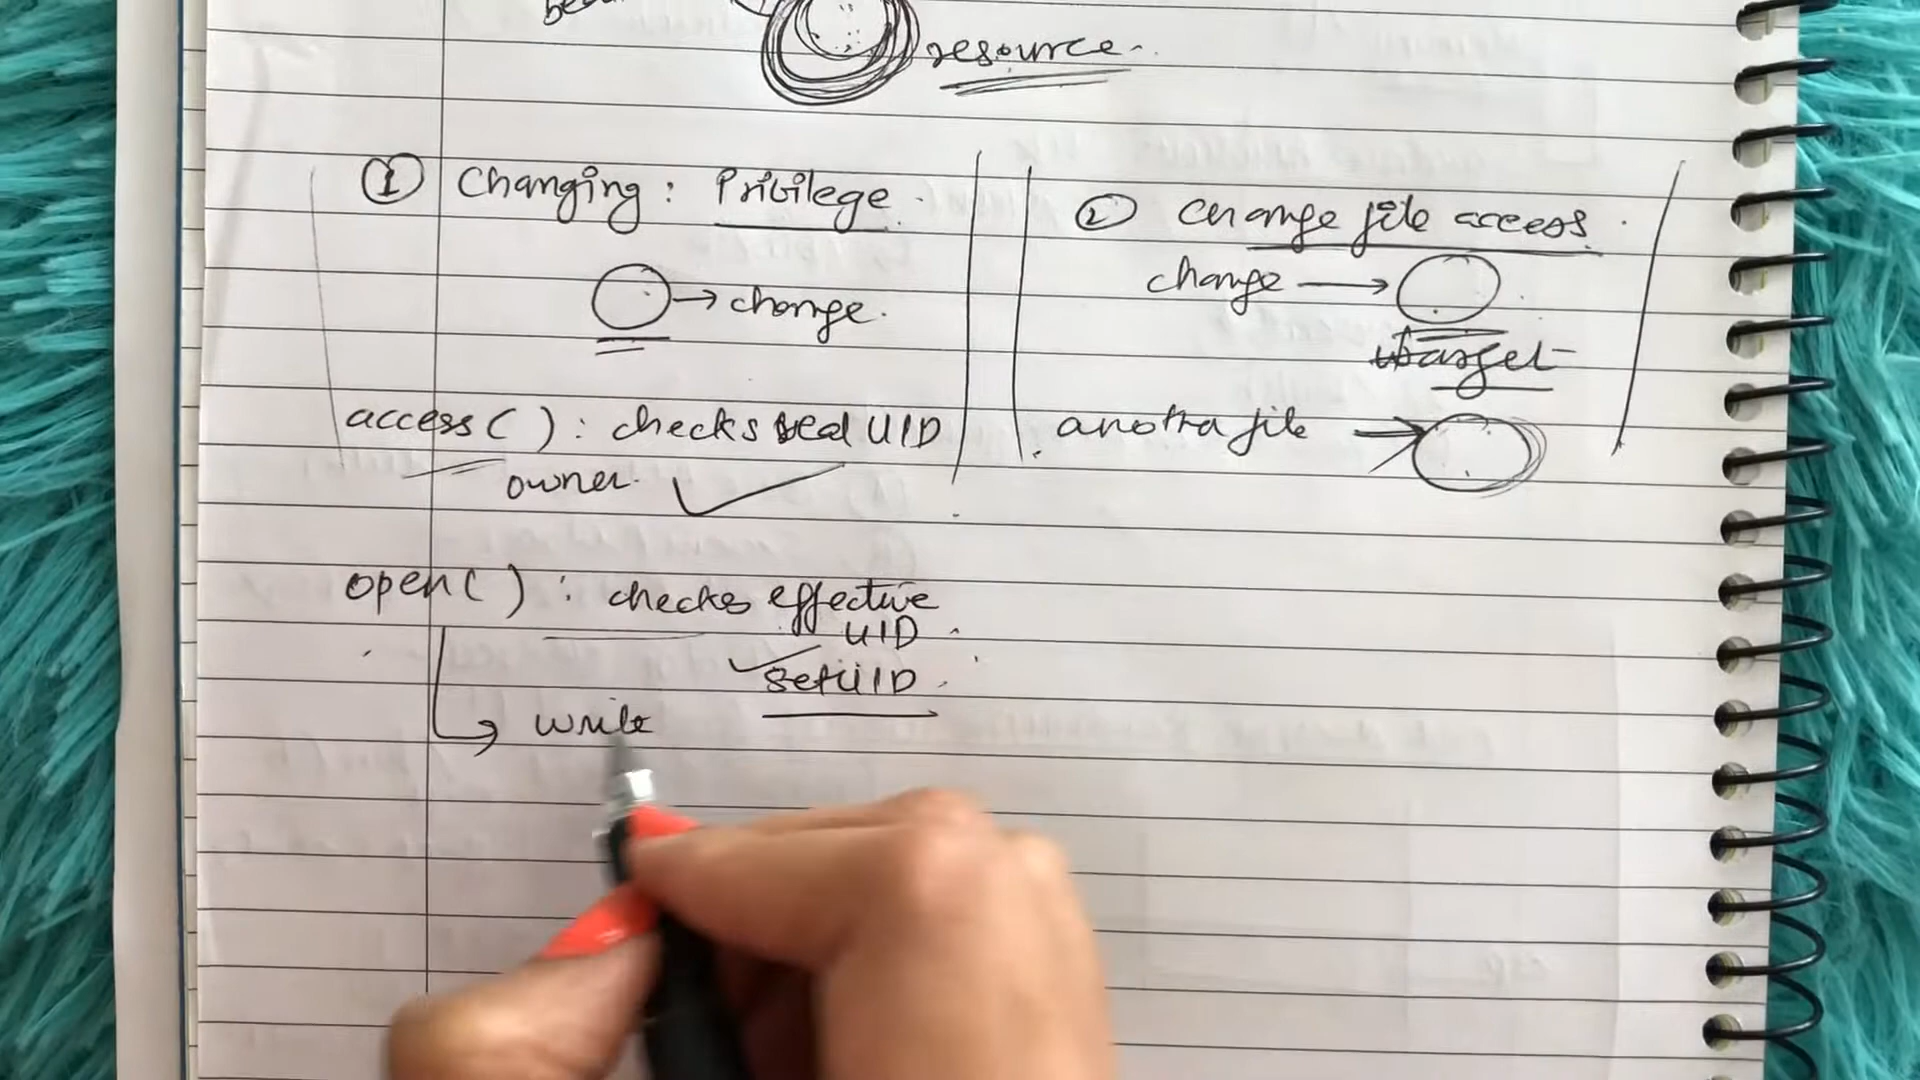 resource
① Changing: Privilege
→ change.
access( ): checks real UID
owner.
② change file access.
change →
target
file →
open( ): checks effective
UID
setUID
→ write